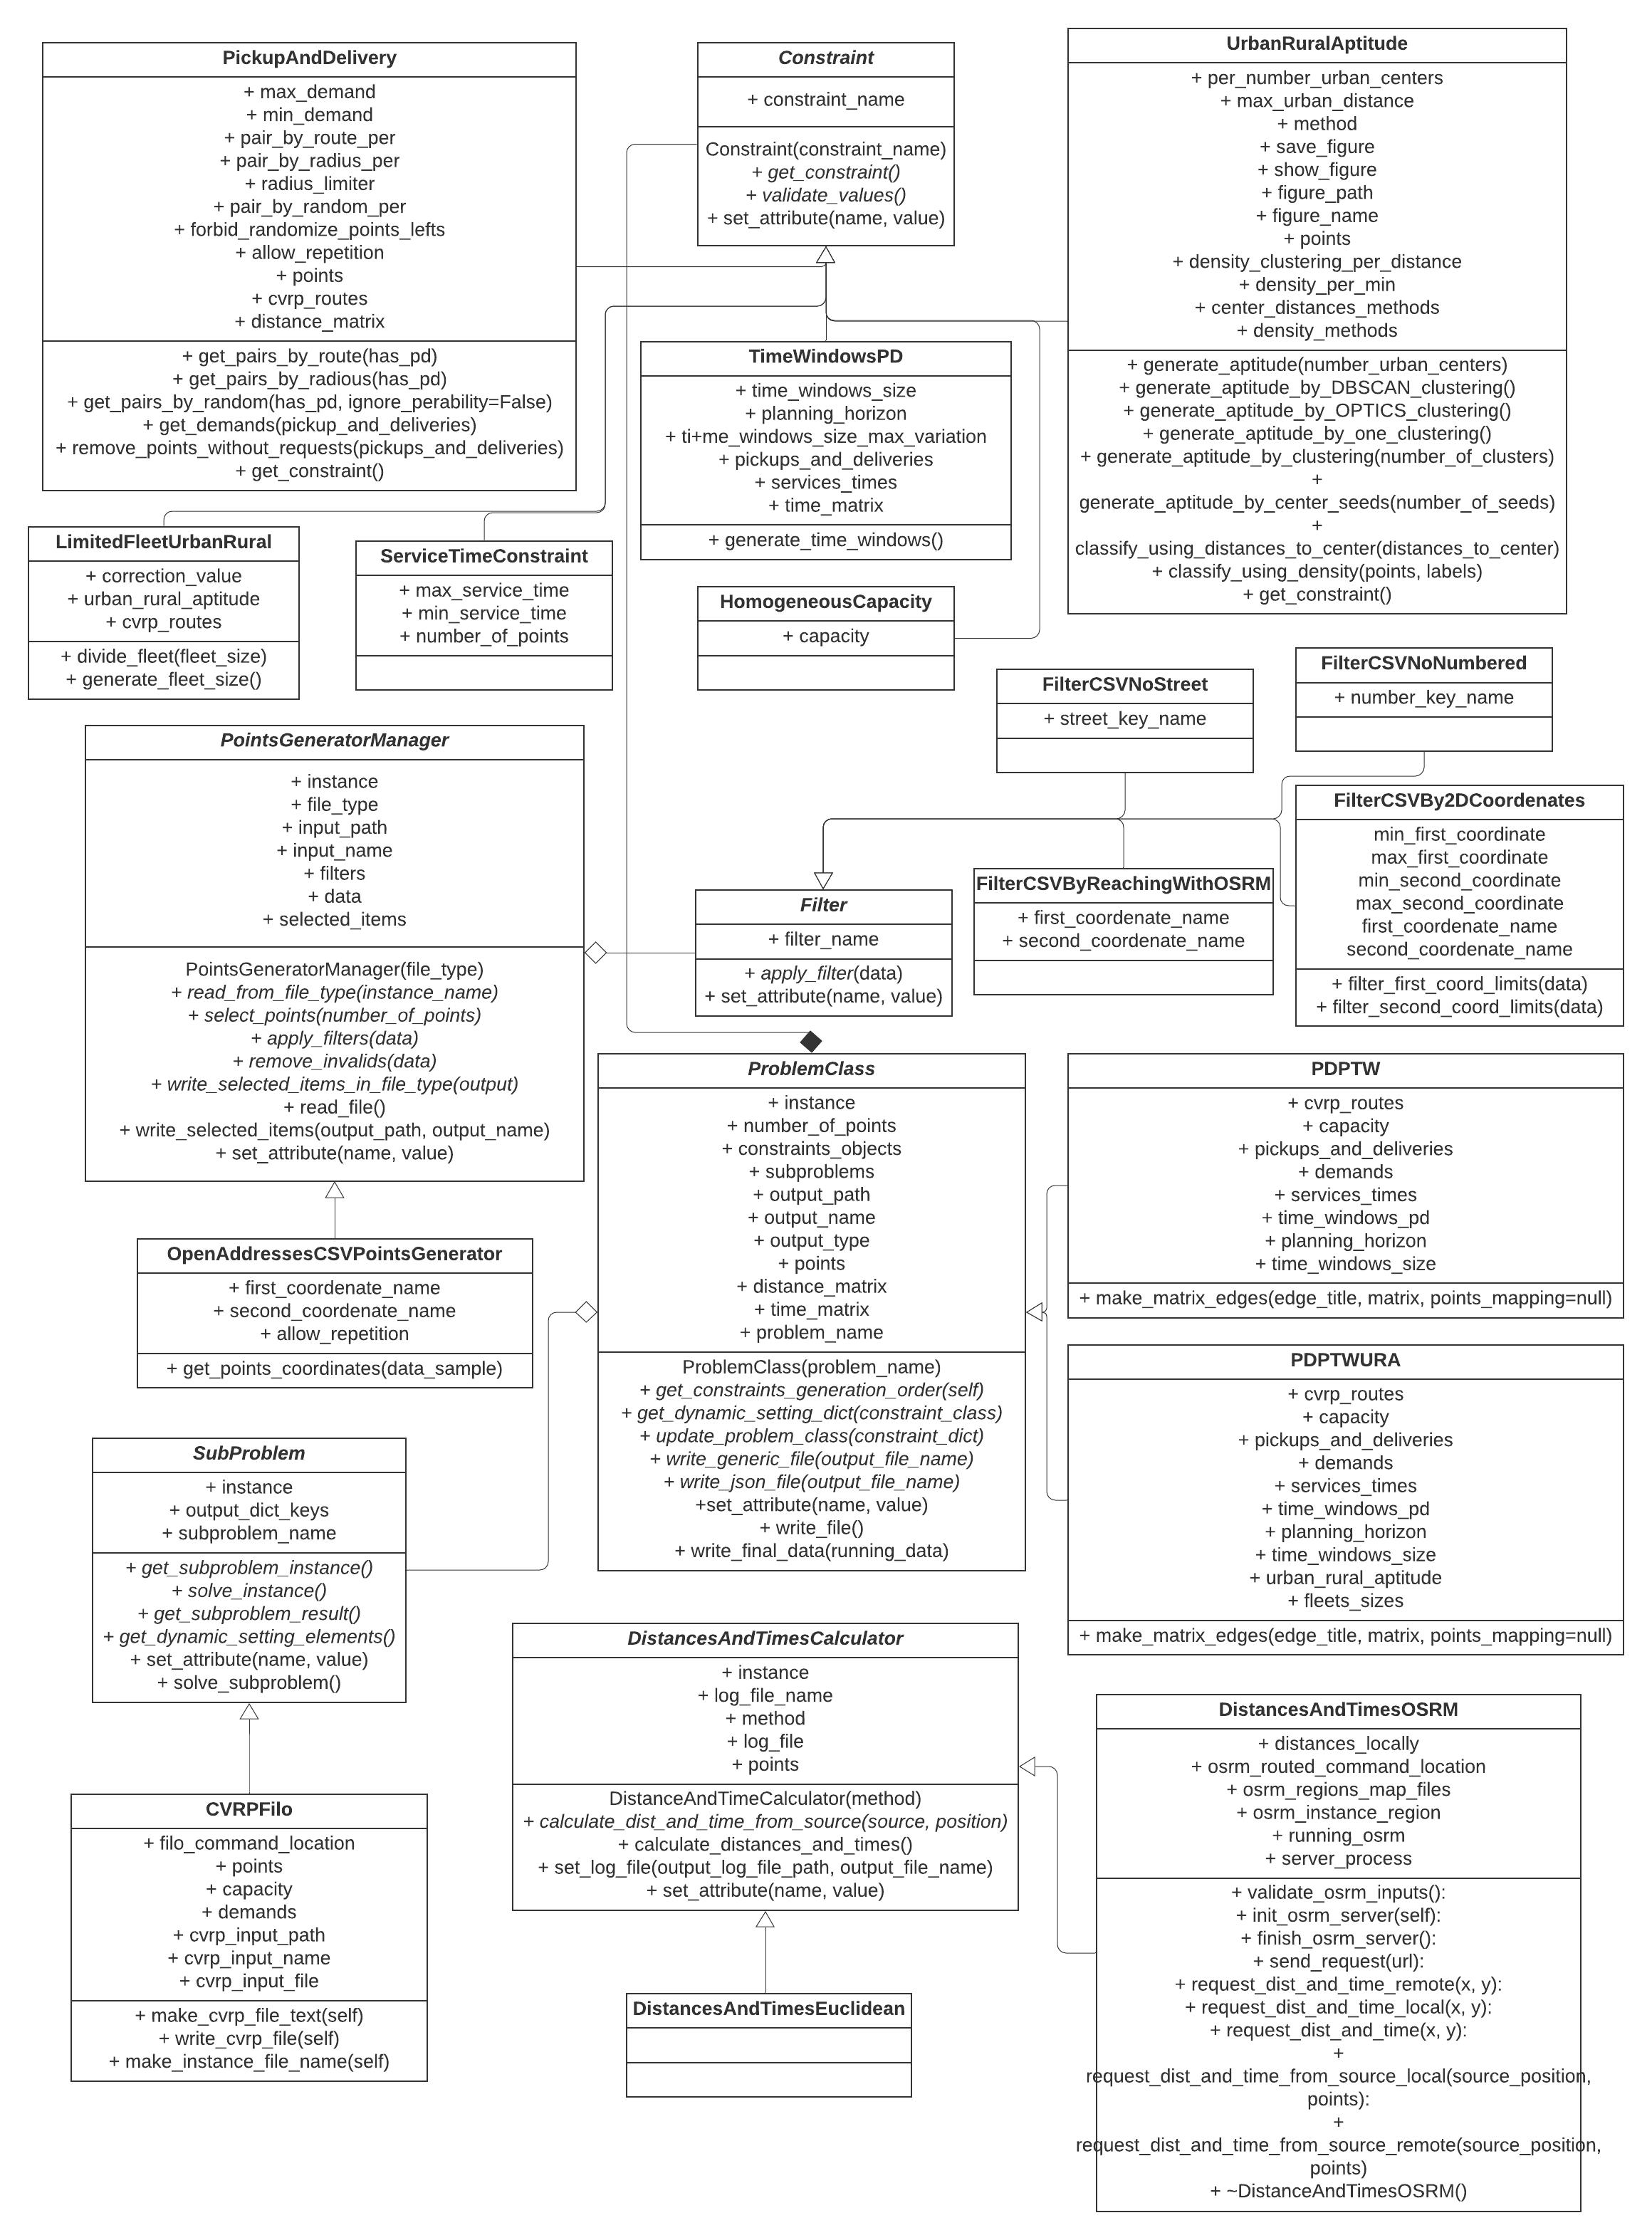 PickupAndDelivery
+ max_demand
+ min_demand
+ pair_by_route_per
+ pair_by_radius_per
+ radius_limiter
+ pair_by_random_per
+ forbid_randomize_points_lefts
+ allow_repetition
+ points
+ cvrp_routes
+ distance_matrix
+ get_pairs_by_route(has_pd)
+ get_pairs_by_radious(has_pd)
+ get_pairs_by_random(has_pd, ignore_perability=False)
+ get_demands(pickup_and_deliveries)
+ remove_points_without_requests(pickups_and_deliveries)
+ get_constraint()
Constraint
+ constraint_name
Constraint(constraint_name)
+ get_constraint()
+ validate_values()
+ set_attribute(name, value)
UrbanRuralAptitude
+ per_number_urban_centers
+ max_urban_distance
+ method
+ save_figure
+ show_figure
+ figure_path
+ figure_name
+ points
+ density_clustering_per_distance
+ density_per_min
+ center_distances_methods
+ density_methods
+ generate_aptitude(number_urban_centers)
+ generate_aptitude_by_DBSCAN_clustering()
+ generate_aptitude_by_OPTICS_clustering()
+ generate_aptitude_by_one_clustering()
+ generate_aptitude_by_clustering(number_of_clusters)
+
generate_aptitude_by_center_seeds(number_of_seeds)
+
classify_using_distances_to_center(distances_to_center)
+ classify_using_density(points, labels)
+ get_constraint()
TimeWindowsPD
+ time_windows_size
+ planning_horizon
+ ti+me_windows_size_max_variation
+ pickups_and_deliveries
+ services_times
+ time_matrix
+ generate_time_windows()
LimitedFleetUrbanRural
+ correction_value
+ urban_rural_aptitude
+ cvrp_routes
+ divide_fleet(fleet_size)
+ generate_fleet_size()
ServiceTimeConstraint
+ max_service_time
+ min_service_time
+ number_of_points
HomogeneousCapacity
+ capacity
FilterCSVNoStreet
+ street_key_name
FilterCSVNoNumbered
+ number_key_name
PointsGeneratorManager
+ instance
+ file_type
+ input_path
+ input_name
+ filters
+ data
+ selected_items
PointsGeneratorManager(file_type)
+ read_from_file_type(instance_name)
+ select_points(number_of_points)
+ apply_filters(data)
+ remove_invalids(data)
+ write_selected_items_in_file_type(output)
+ read_file()
+ write_selected_items(output_path, output_name)
+ set_attribute(name, value)
Filter
+ filter_name
+ apply_filter(data)
+ set_attribute(name, value)
FilterCSVByReachingWithOSRM
+ first_coordenate_name
+ second_coordenate_name
FilterCSVBy2DCoordenates
min_first_coordinate
max_first_coordinate
min_second_coordinate
max_second_coordinate
first_coordinate_name
second_coordinate_name
+ filter_first_coord_limits(data)
+ filter_second_coord_limits(data)
ProblemClass
+ instance
+ number_of_points
+ constraints_objects
+ subproblems
+ output_path
+ output_name
+ output_type
+ points
+ distance_matrix
+ time_matrix
+ problem_name
ProblemClass(problem_name)
+ get_constraints_generation_order(self)
+ get_dynamic_setting_dict(constraint_class)
+ update_problem_class(constraint_dict)
+ write_generic_file(output_file_name)
+ write_json_file(output_file_name)
+set_attribute(name, value)
+ write_file()
+ write_final_data(running_data)
PDPTW
+ cvrp_routes
+ capacity
+ pickups_and_deliveries
+ demands
+ services_times
+ time_windows_pd
+ planning_horizon
+ time_windows_size
+ make_matrix_edges(edge_title, matrix, points_mapping=null)
OpenAddressesCSVPointsGenerator
+ first_coordenate_name
+ second_coordenate_name
+ allow_repetition
+ get_points_coordinates(data_sample)
PDPTWURA
+ cvrp_routes
+ capacity
+ pickups_and_deliveries
+ demands
+ services_times
+ time_windows_pd
+ planning_horizon
+ time_windows_size
+ urban_rural_aptitude
+ fleets_sizes
+ make_matrix_edges(edge_title, matrix, points_mapping=null)
SubProblem
+ instance
+ output_dict_keys
+ subproblem_name
+ get_subproblem_instance()
+ solve_instance()
+ get_subproblem_result()
+ get_dynamic_setting_elements()
+ set_attribute(name, value)
+ solve_subproblem()
DistancesAndTimesCalculator
+ instance
+ log_file_name
+ method
+ log_file
+ points
DistanceAndTimeCalculator(method)
+ calculate_dist_and_time_from_source(source, position)
+ calculate_distances_and_times()
+ set_log_file(output_log_file_path, output_file_name)
+ set_attribute(name, value)
DistancesAndTimesOSRM
+ distances_locally
+ osrm_routed_command_location
+ osrm_regions_map_files
+ osrm_instance_region
+ running_osrm
+ server_process
+ validate_osrm_inputs():
+ init_osrm_server(self):
+ finish_osrm_server():
+ send_request(url):
+ request_dist_and_time_remote(x, y):
+ request_dist_and_time_local(x, y):
+ request_dist_and_time(x, y):
+
request_dist_and_time_from_source_local(source_position,
points):
+
request_dist_and_time_from_source_remote(source_position,
points)
+ ~DistanceAndTimesOSRM()
CVRPFilo
+ filo_command_location
+ points
+ capacity
+ demands
+ cvrp_input_path
+ cvrp_input_name
+ cvrp_input_file
+ make_cvrp_file_text(self)
+ write_cvrp_file(self)
+ make_instance_file_name(self)
DistancesAndTimesEuclidean